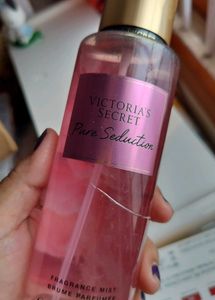 VICTORIA'S
SECRET
Pure Seduction
FRAGRANCE MIST
BRUME PARFUMÉE